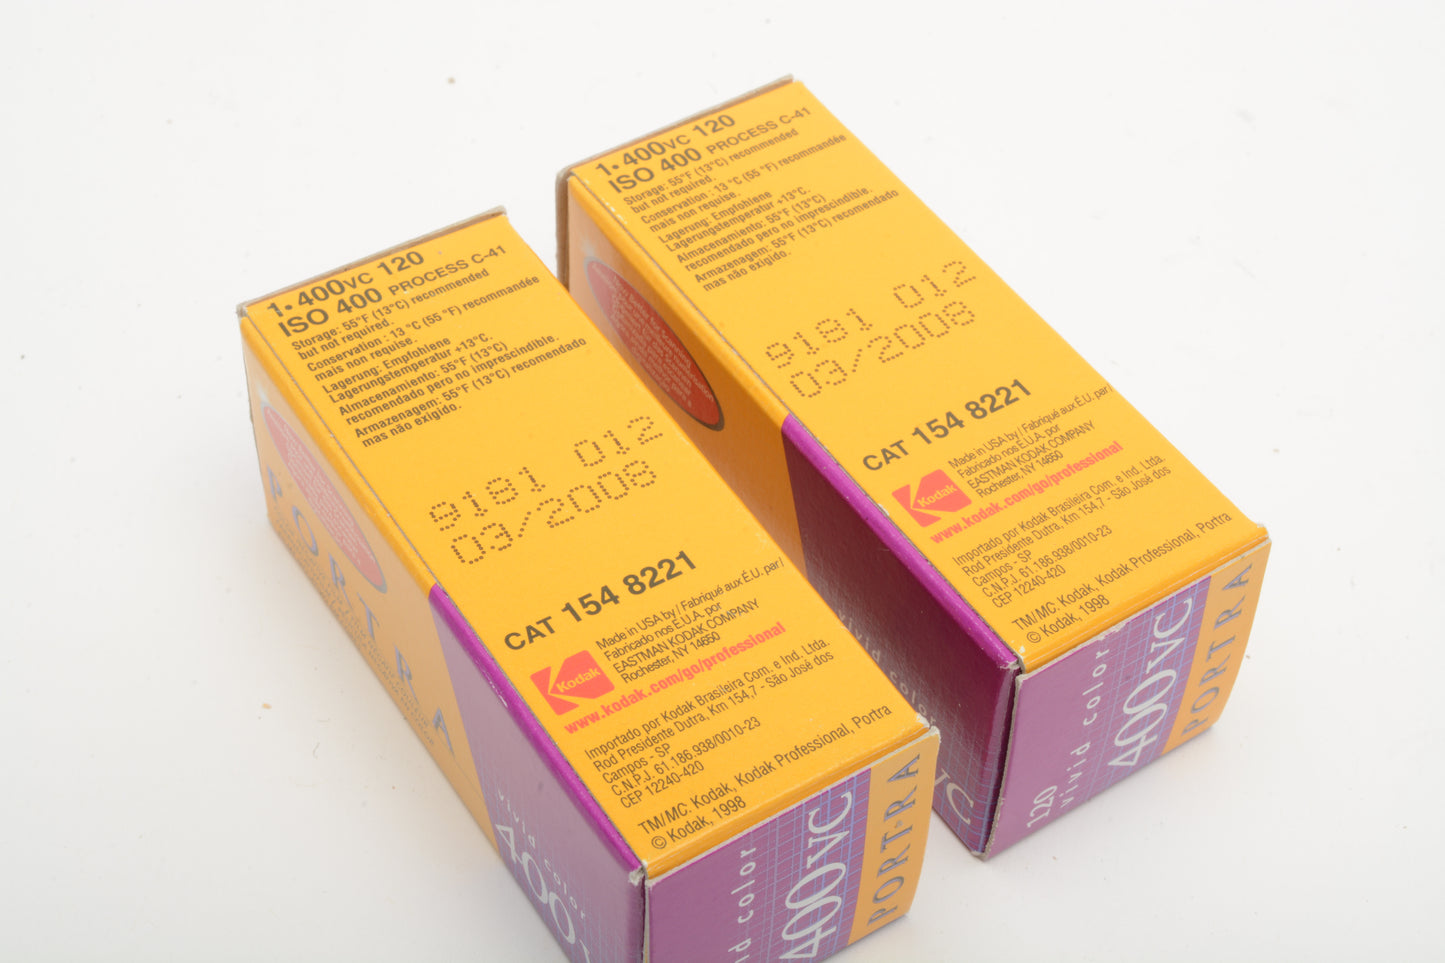 1·400VC 120
ISO 400 PROCESS C-41
Storage: 55°F (13°C) recommended
but not required.
Conservation : 13 °C (55 °F) recommandée
mais non requise.
Lagerung: Empfohlene
Lagerungstemperatur +13°C.
Almacenamiento: 55°F (13°C)
recomendado pero no imprescindible.
Armazenagem: 55°F (13°C) recomendado
mas não exigido.
9181 012
03/2008
CAT 154 8221
Kodak
Made in USA by / Fabriqué aux É.U. par /
Fabricado nos E.U.A. por
EASTMAN KODAK COMPANY
Rochester, NY 14650
www.kodak.com/go/professional
Importado por Kodak Brasileira Com. e Ind. Ltda.
Rod Presidente Dutra, Km 154,7 - São José dos
Campos - SP
C.N.P.J. 61.186.938/0010-23
CEP 12240-420
TM/MC: Kodak, Kodak Professional, Portra
© Kodak, 1998
PORTRA
vivid color
400
color
400VC
PORTRA
1·400VC 120
ISO 400 PROCESS C-41
Storage: 55°F (13°C) recommended
but not required.
Conservation : 13 °C (55 °F) recommandée
mais non requise.
Lagerung: Empfohlene
Lagerungstemperatur +13°C.
Almacenamiento: 55°F (13°C)
recomendado pero no imprescindible.
Armazenagem: 55°F (13°C) recomendado
mas não exigido.
9181 012
03/2008
CAT 154 8221
Kodak
Made in USA by / Fabriqué aux É.U. par /
Fabricado nos E.U.A. por
EASTMAN KODAK COMPANY
Rochester, NY 14650
www.kodak.com/go/professional
Importado por Kodak Brasileira Com. e Ind. Ltda.
Rod Presidente Dutra, Km 154,7 - São José dos
Campos - SP
C.N.P.J. 61.186.938/0010-23
CEP 12240-420
TM/MC: Kodak, Kodak Professional, Portra
© Kodak, 1998
vivid color
VC
120
vivid color
400VC
PORTRA